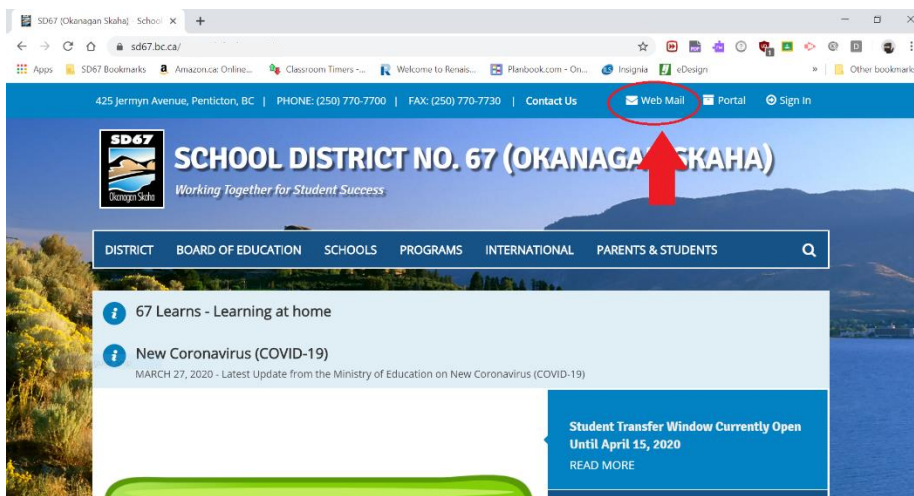 SD67 (Okanagan Skaha) School
sd67.bc.ca/
Apps SD67 Bookmarks Amazon.ca: Online... Classroom Timers -... Welcome to Renais... Planbook.com - On... Insignia eDesign » Other bookmarks
425 Jermyn Avenue, Penticton, BC | PHONE: (250) 770-7700 | FAX: (250) 770-7730 | Contact Us Web Mail Portal Sign In
SD67
Okanagan Skaha
SCHOOL DISTRICT NO. 67 (OKANAGAN SKAHA)
Working Together for Student Success
DISTRICT BOARD OF EDUCATION SCHOOLS PROGRAMS INTERNATIONAL PARENTS & STUDENTS
67 Learns - Learning at home
New Coronavirus (COVID-19)
MARCH 27, 2020 - Latest Update from the Ministry of Education on New Coronavirus (COVID-19)
Student Transfer Window Currently Open
Until April 15, 2020
READ MORE